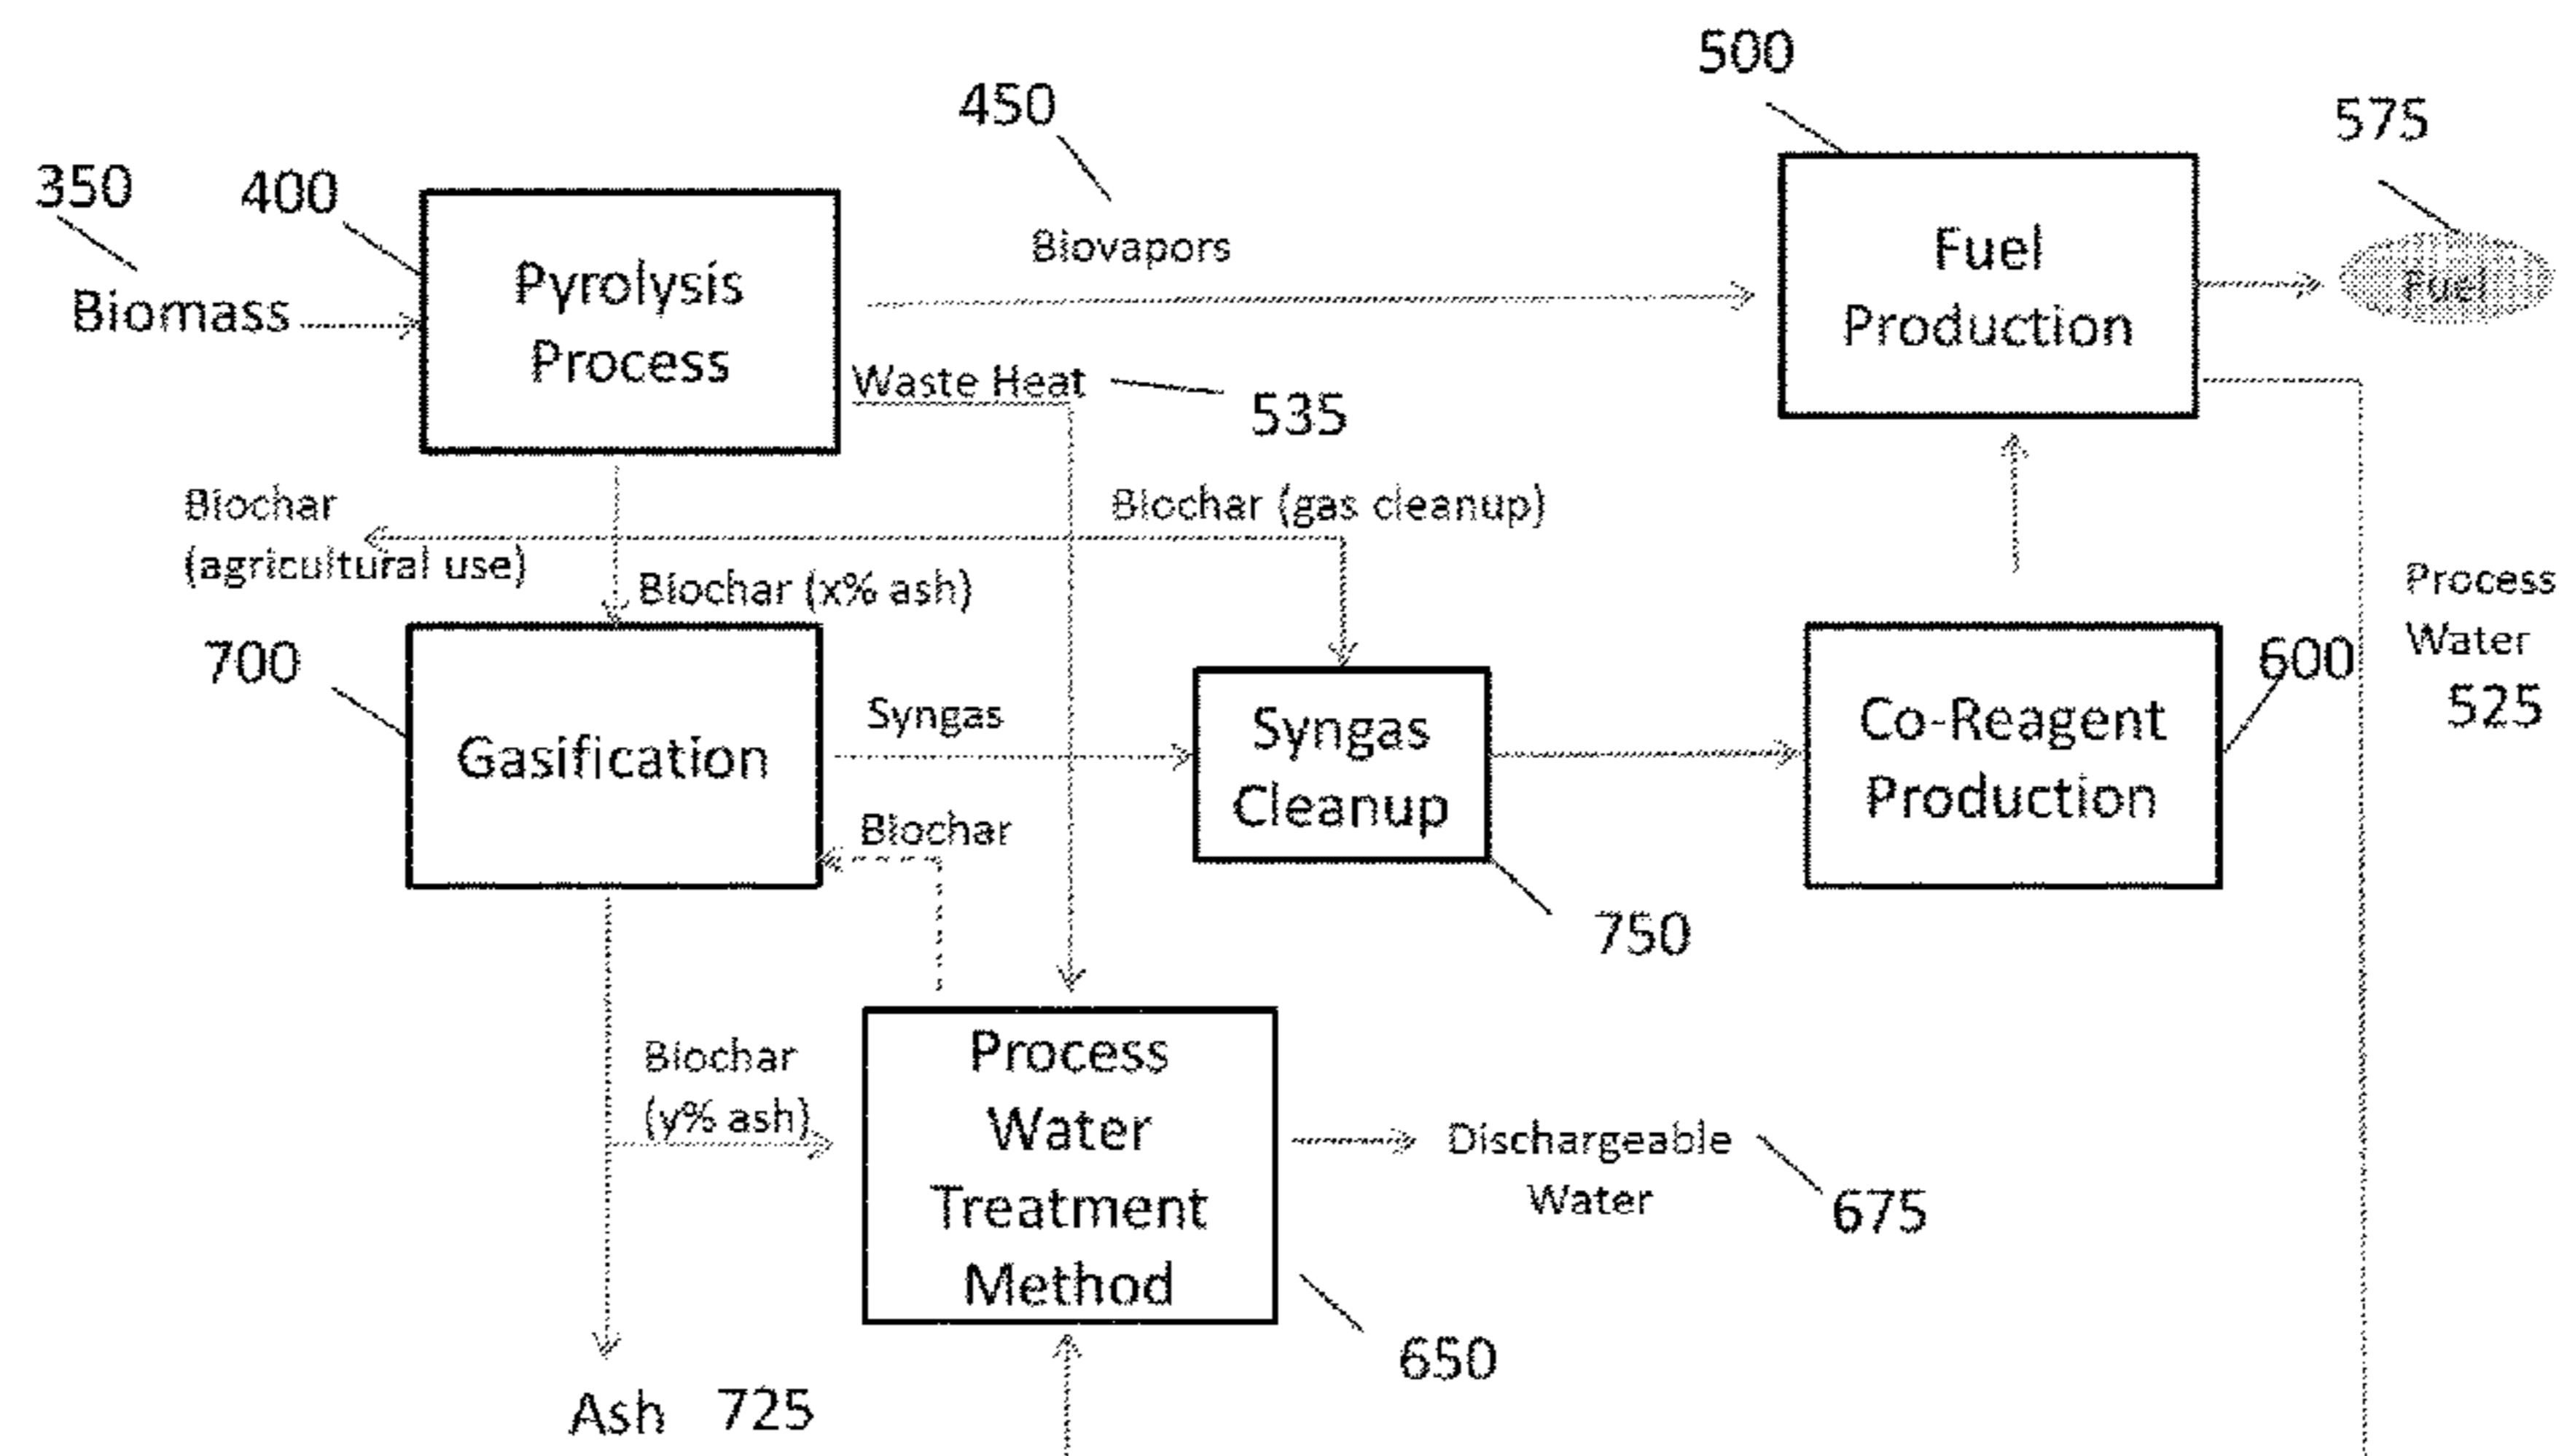 500
450
575
350
400
Biovapors
Fuel
Production
Fuel
Pyrolysis
Process
Biomass
Waste Heat
535
Biochar
(agricultural use)
Biochar (gas cleanup)
Biochar (x% ash)
Process
Water
525
700
600
Gasification
Syngas
Syngas
Cleanup
Co-Reagent
Production
Biochar
750
Biochar
(y% ash)
Process
Water
Treatment
Method
Dischargeable
Water
675
650
Ash 725